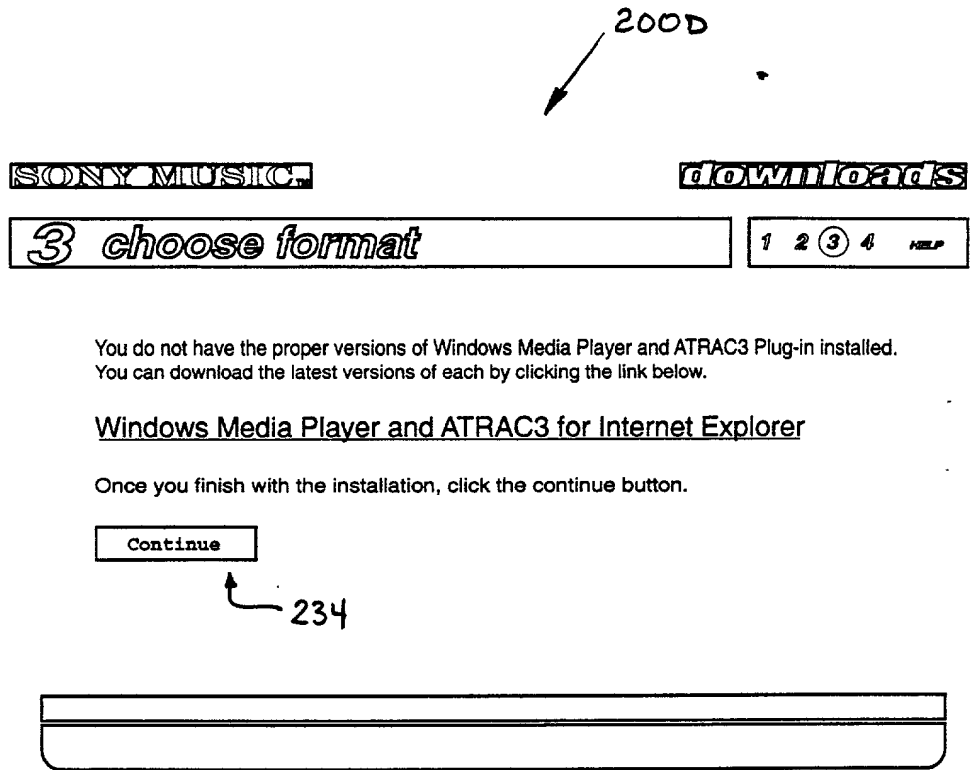 200D
SONY MUSIC™ downloads
3 choose format 1 2 3 4 HELP
You do not have the proper versions of Windows Media Player and ATRAC3 Plug-in installed.
You can download the latest versions of each by clicking the link below.
Windows Media Player and ATRAC3 for Internet Explorer
Once you finish with the installation, click the continue button.
Continue
234